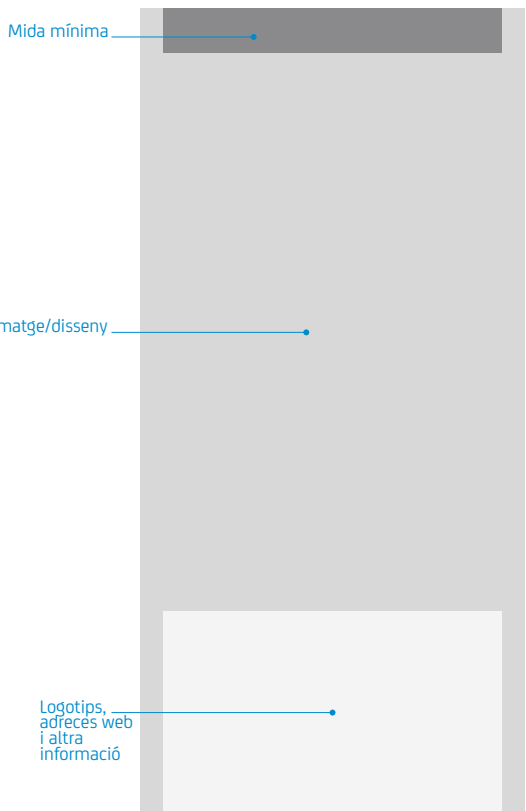 Mida mínima
matge/disseny
Logotips,
adreces web
i altra
informació